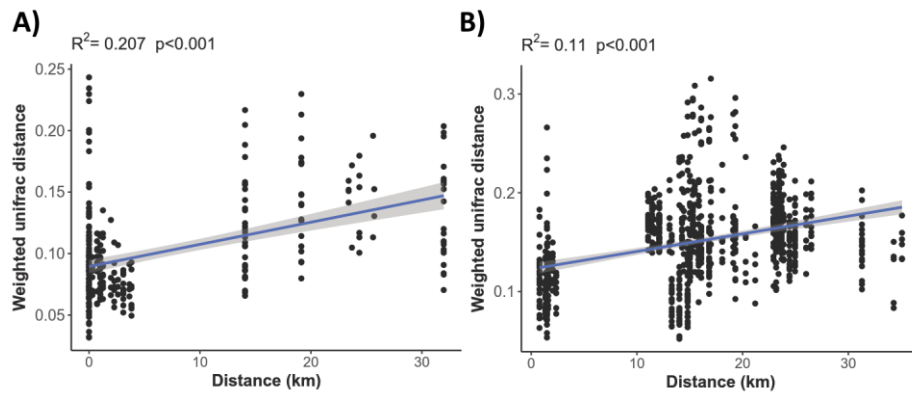 A)
R²= 0.207 p<0.001
Weighted unifrac distance
0.25
0.20
0.15
0.10
0.05
0
10
20
30
Distance (km)
B)
R²= 0.11 p<0.001
Weighted unifrac distance
0.3
0.2
0.1
0
10
20
30
Distance (km)